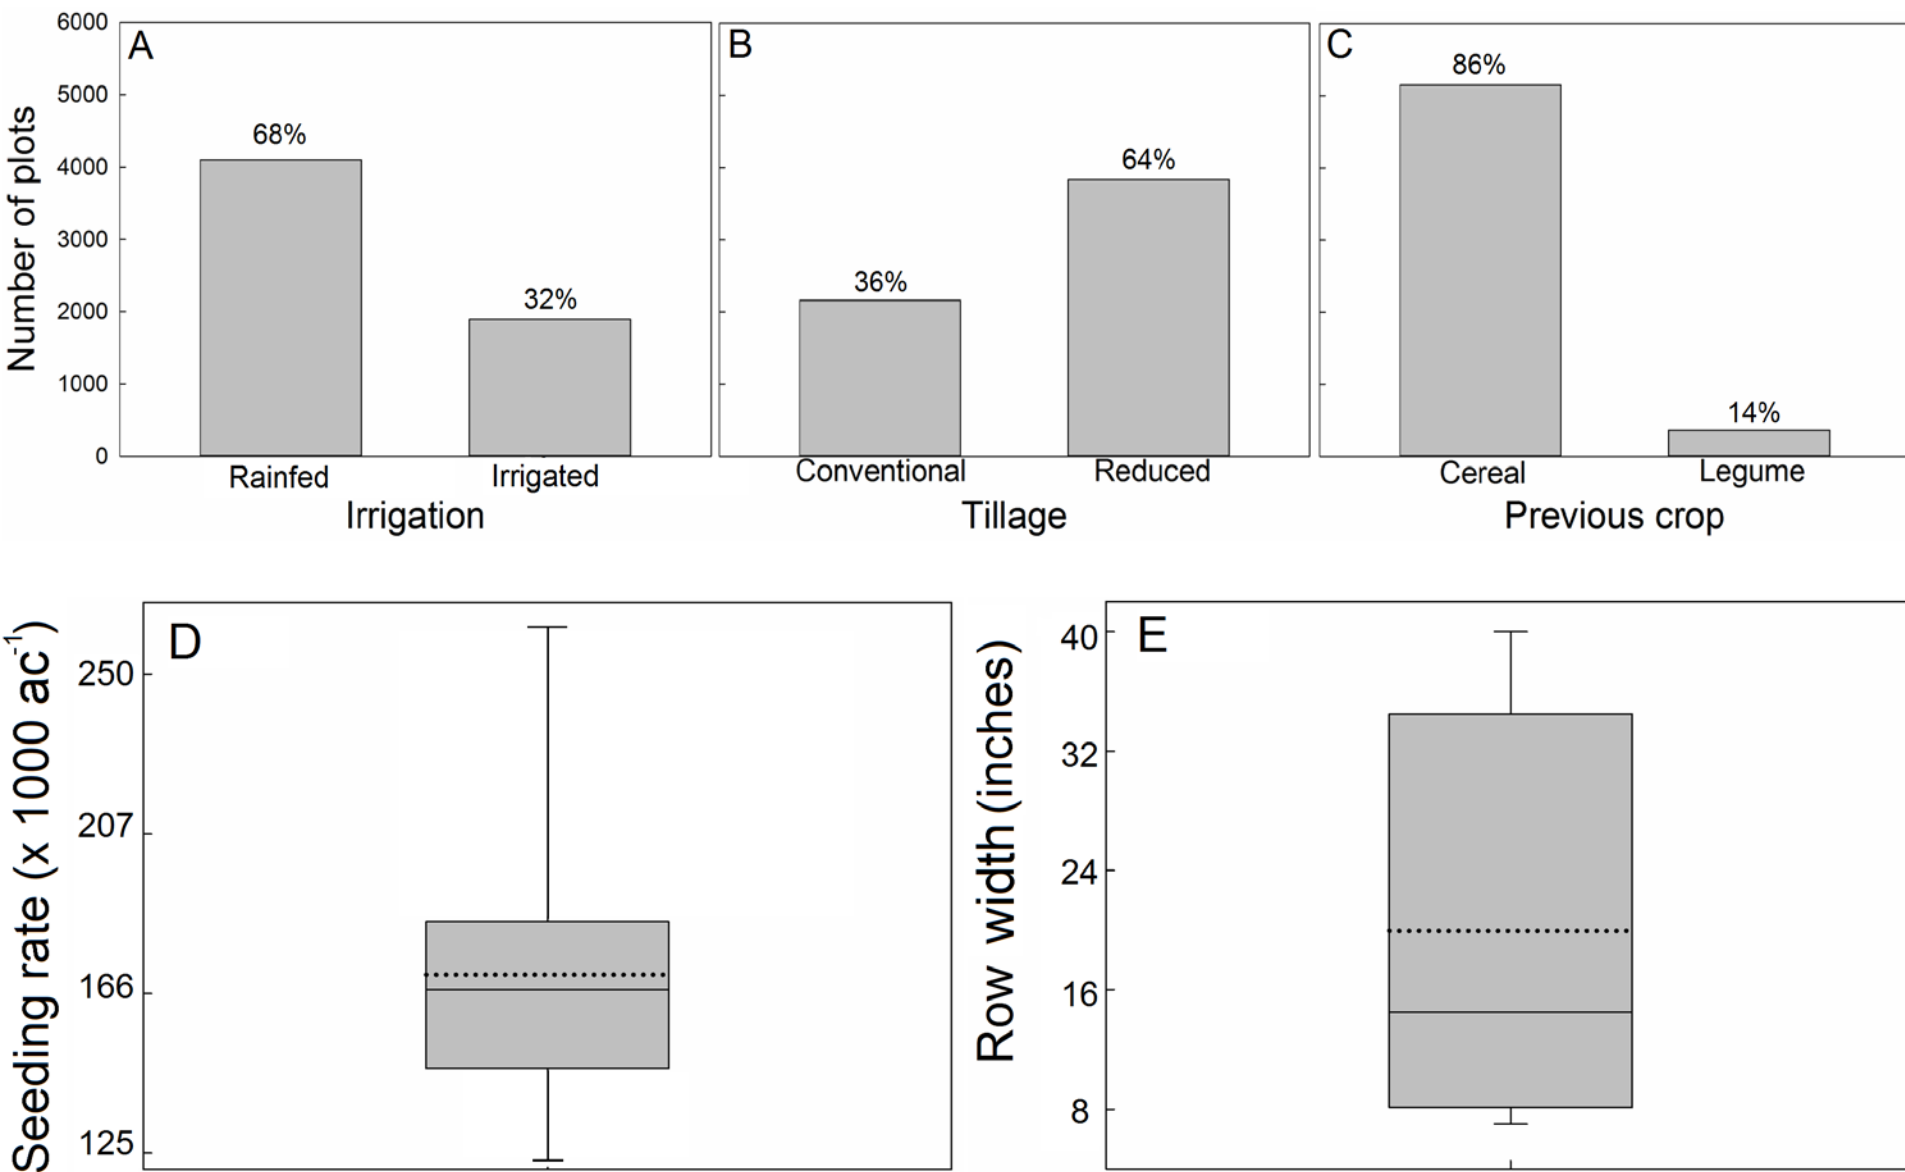 6000
5000
4000
3000
2000
1000
0
Number of plots
A
68%
32%
Rainfed
Irrigated
Irrigation
B
36%
64%
Conventional
Reduced
Tillage
C
86%
14%
Cereal
Legume
Previous crop
D
250
207
166
125
Seeding rate (x 1000 ac⁻¹)
E
40
32
24
16
8
Row width (inches)